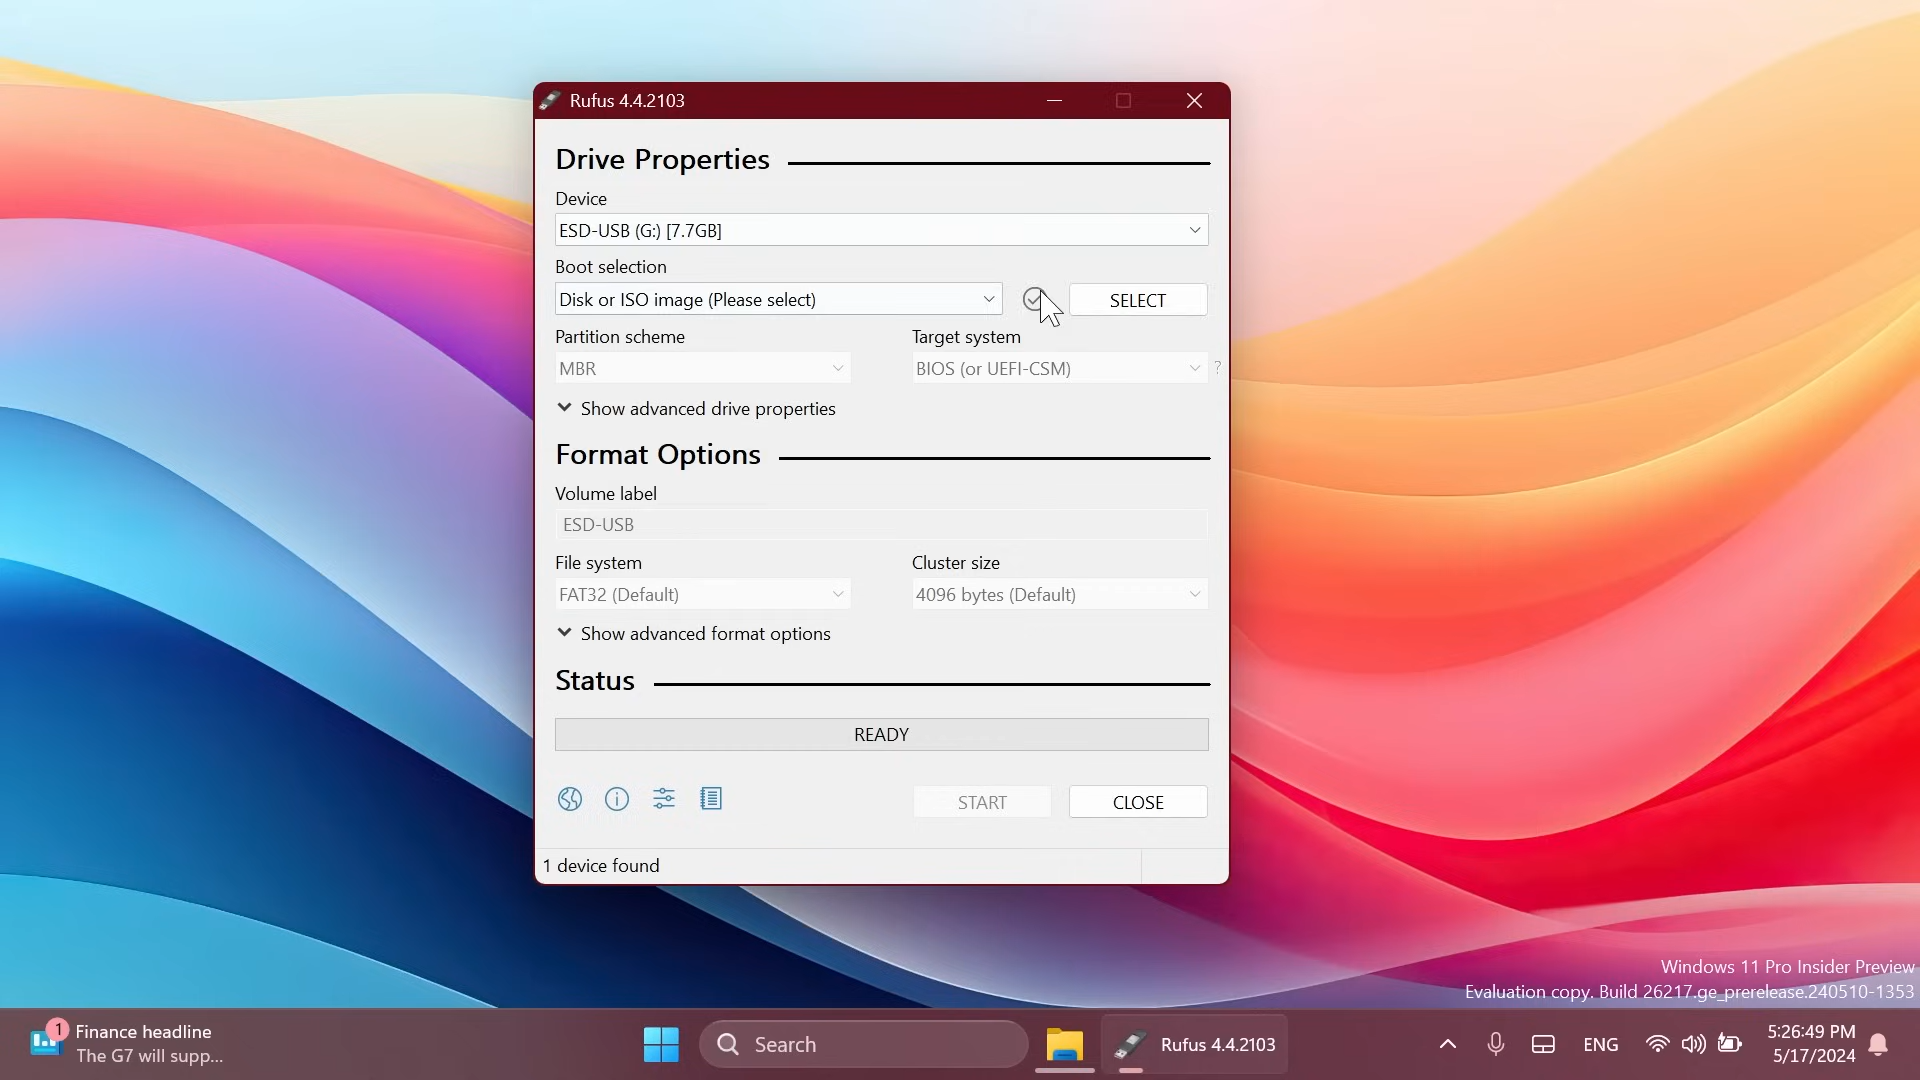 Rufus 4.4.2103
Drive Properties
Device
ESD-USB (G:) [7.7GB]
Boot selection
Disk or ISO image (Please select)
SELECT
Partition scheme
Target system
MBR
BIOS (or UEFI-CSM)
?
Show advanced drive properties
Format Options
Volume label
ESD-USB
File system
Cluster size
FAT32 (Default)
4096 bytes (Default)
Show advanced format options
Status
READY
START
CLOSE
1 device found
Windows 11 Pro Insider Preview
Evaluation copy. Build 26217.ge_prerelease.240510-1353
1
Finance headline
The G7 will supp...
Search
Rufus 4.4.2103
ENG
5:26:49 PM
5/17/2024